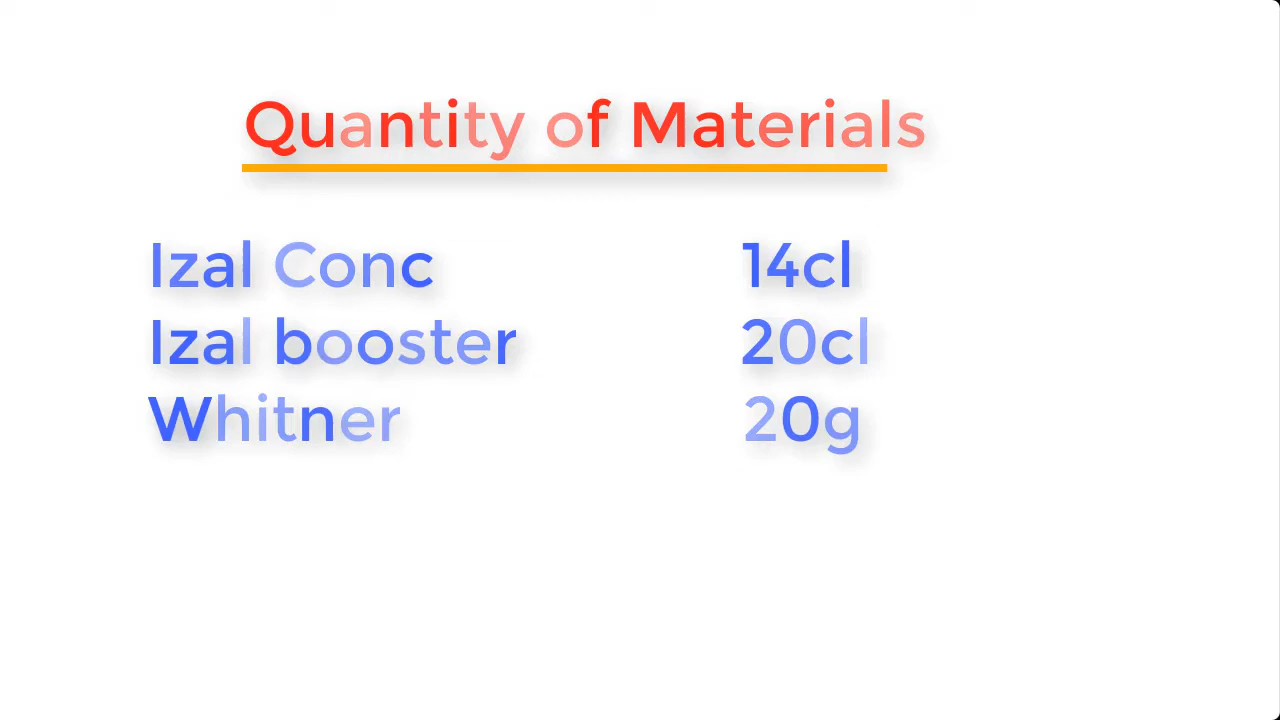 Quantity of Materials
Izal Conc 14cl
Izal booster 20cl
Whitner 20g